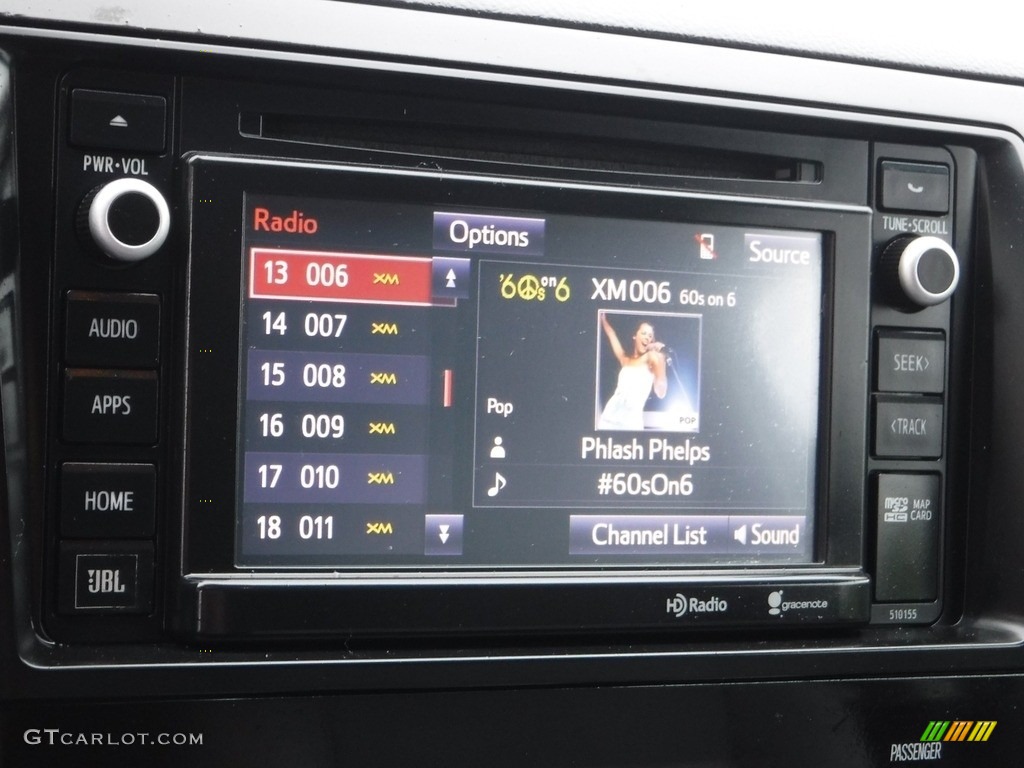 PWR•VOL
AUDIO
APPS
HOME
JBL
Radio
Options
Source
13 006 XM
14 007 XM
15 008 XM
16 009 XM
17 010 XM
18 011 XM
'60s on 6
XM006 60s on 6
POP
Pop
Phlash Phelps
#60sOn6
Channel List
Sound
HD Radio
gracenote
TUNE•SCROLL
SEEK>
<TRACK
micro SD HC
MAP CARD
510155
PASSENGER
GTCARLOT.COM